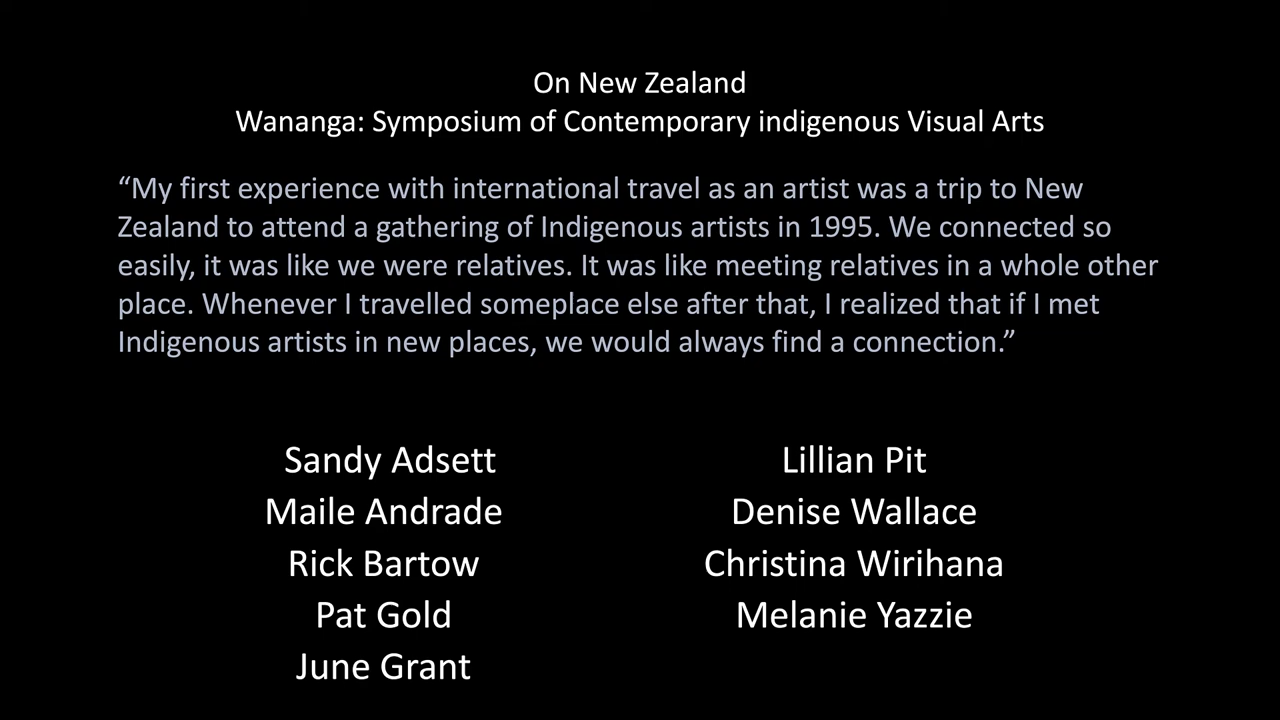 On New Zealand
Wananga: Symposium of Contemporary indigenous Visual Arts
“My first experience with international travel as an artist was a trip to New
Zealand to attend a gathering of Indigenous artists in 1995. We connected so
easily, it was like we were relatives. It was like meeting relatives in a whole other
place. Whenever I travelled someplace else after that, I realized that if I met
Indigenous artists in new places, we would always find a connection.”
Sandy Adsett
Maile Andrade
Rick Bartow
Pat Gold
June Grant
Lillian Pit
Denise Wallace
Christina Wirihana
Melanie Yazzie